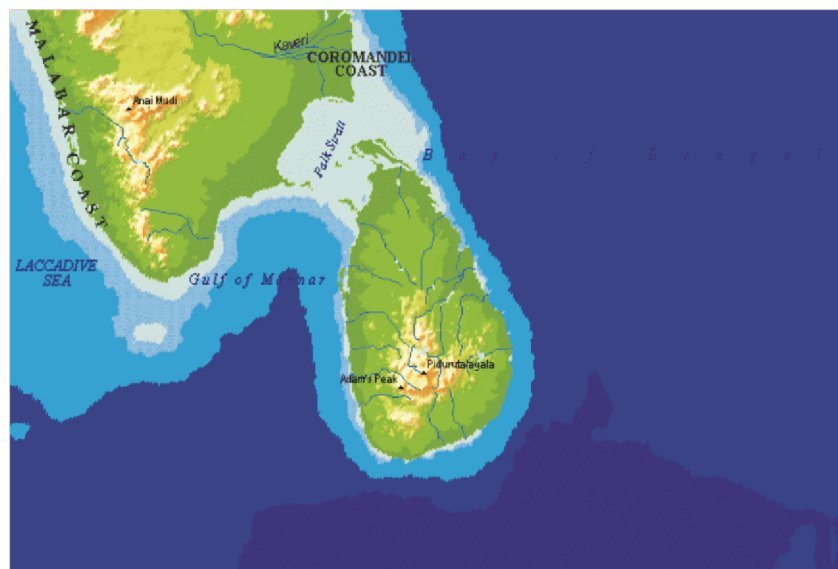 MALABAR COAST
Kaveri
COROMANDEL
COAST
Anai Mudi
Palk Strait
Bay of Bengal
LACCADIVE
SEA
Gulf of Mannar
Pidurutalagala
Adam's Peak